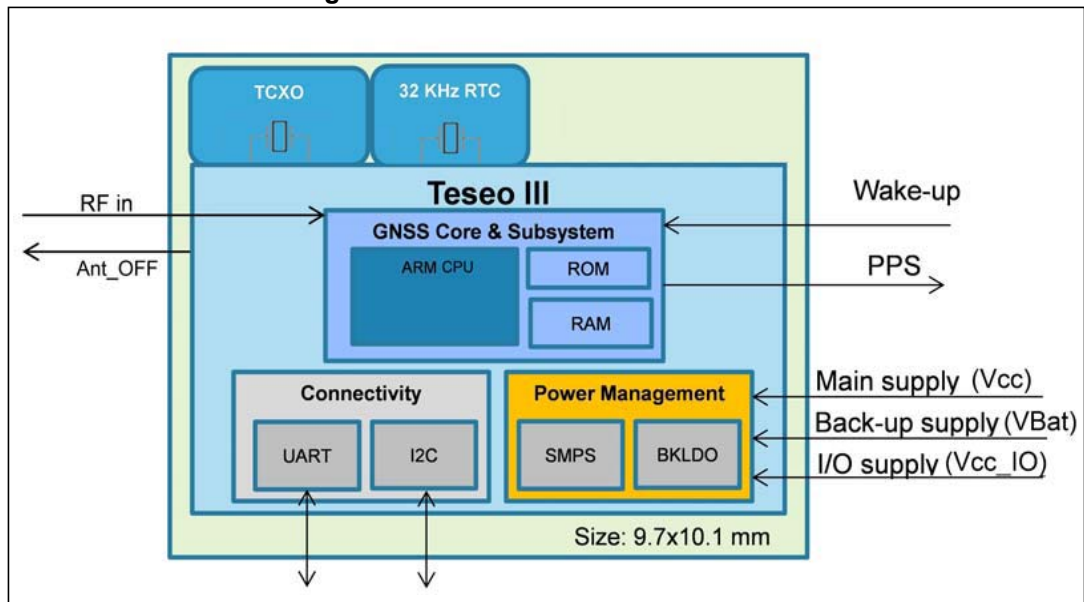 TCXO
32 KHz RTC
Teseo III
RF in
Wake-up
GNSS Core & Subsystem
ARM CPU
ROM
Ant_OFF
PPS
RAM
Connectivity
Power Management
Main supply (Vcc)
Back-up supply (VBat)
UART
I2C
SMPS
BKLDO
I/O supply (Vcc_IO)
Size: 9.7x10.1 mm